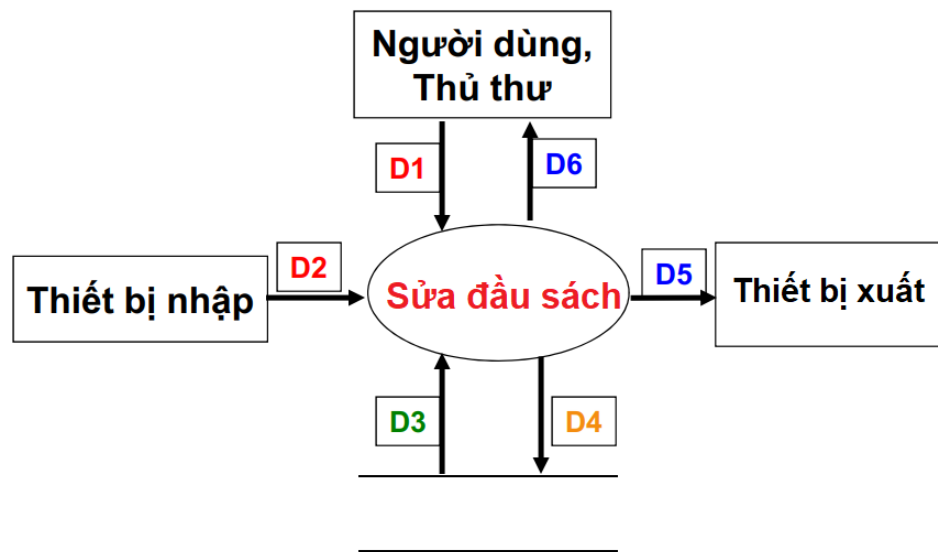 Người dùng,
Thủ thư
D1
D6
D2
D5
Thiết bị nhập
Sửa đầu sách
Thiết bị xuất
D3
D4